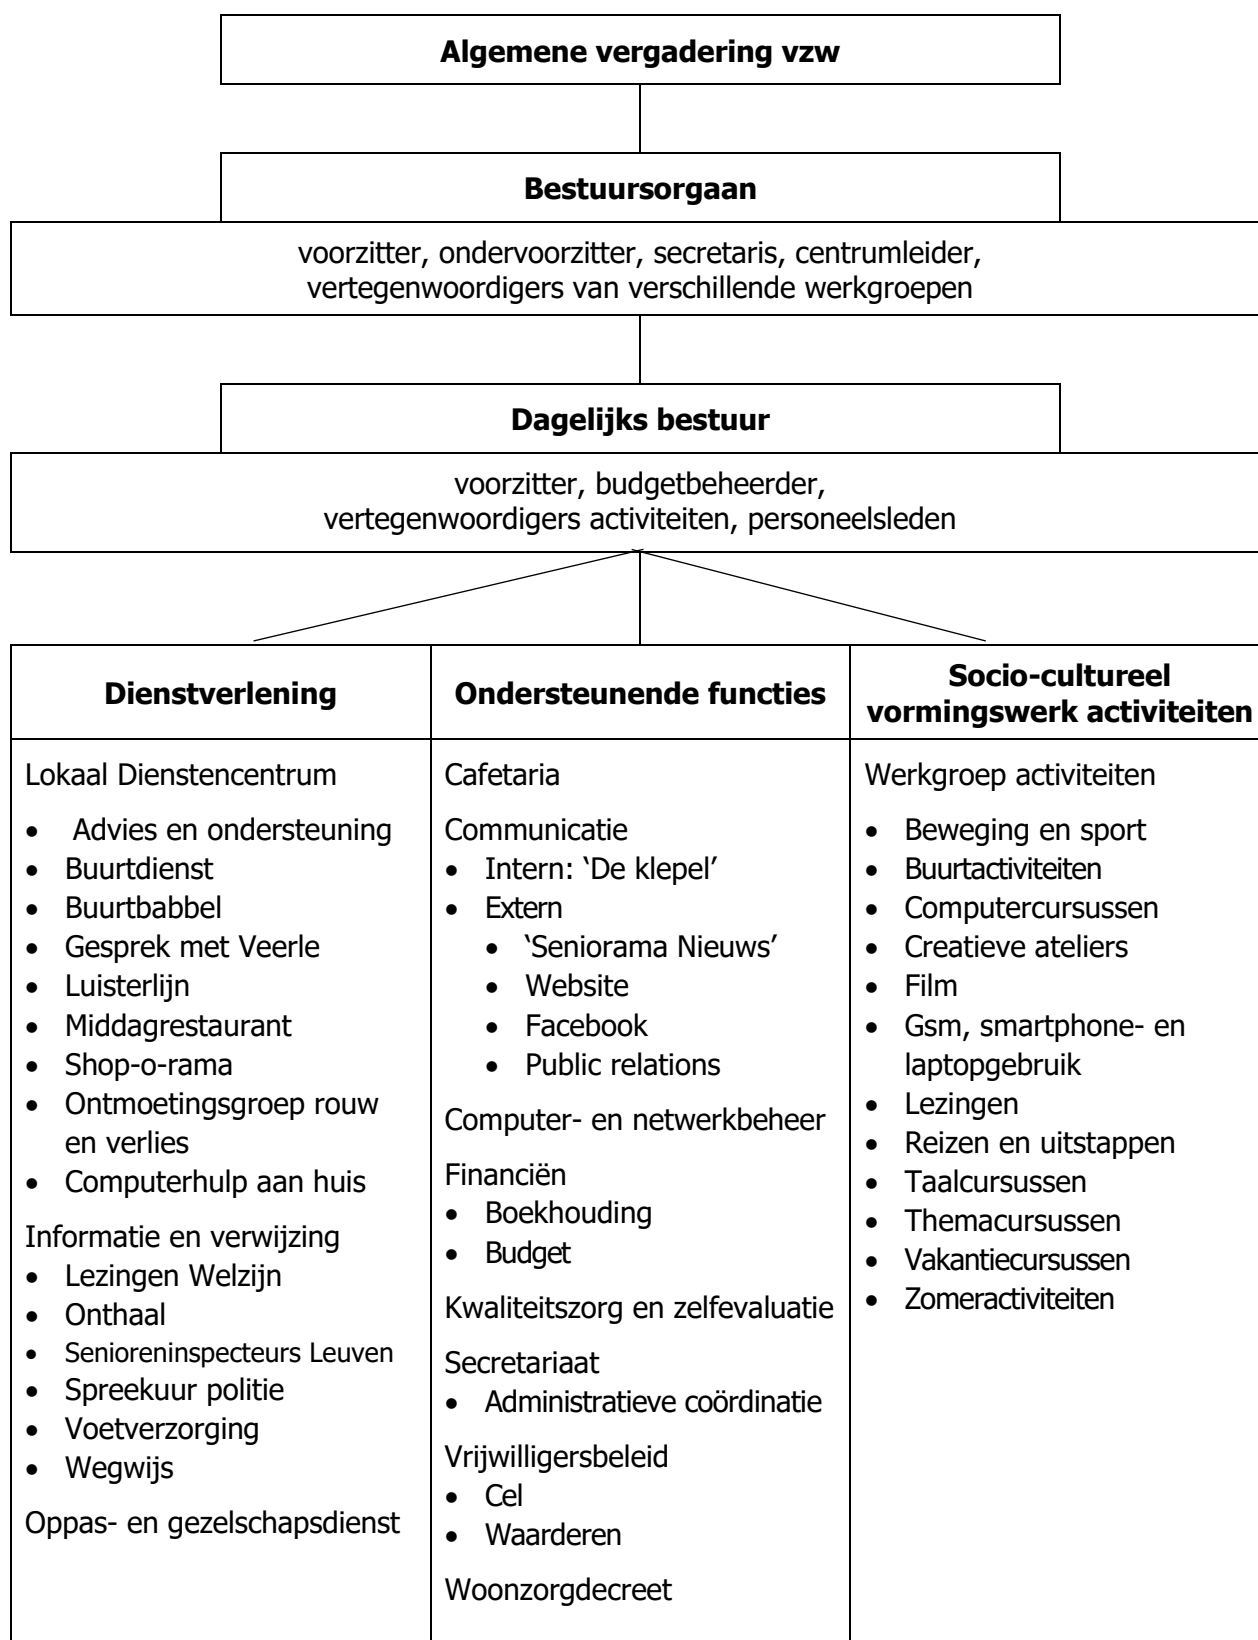 Algemene vergadering vzw
Bestuursorgaan
voorzitter, ondervoorzitter, secretaris, centrumleider,
vertegenwoordigers van verschillende werkgroepen
Dagelijks bestuur
voorzitter, budgetbeheerder,
vertegenwoordigers activiteiten, personeelsleden
Dienstverlening
Lokaal Dienstencentrum
• Advies en ondersteuning
• Buurtdienst
• Buurtbabbel
• Gesprek met Veerle
• Luisterlijn
• Middagrestaurant
• Shop-o-rama
• Ontmoetingsgroep rouw
en verlies
• Computerhulp aan huis
Informatie en verwijzing
• Lezingen Welzijn
• Onthaal
• Senioreninspecteurs Leuven
• Spreekuur politie
• Voetverzorging
• Wegwijs
Oppas- en gezelschapsdienst
Ondersteunende functies
Cafetaria
Communicatie
• Intern: ‘De klepel’
• Extern
• ‘Seniorama Nieuws’
• Website
• Facebook
• Public relations
Computer- en netwerkbeheer
Financiën
• Boekhouding
• Budget
Kwaliteitszorg en zelfevaluatie
Secretariaat
• Administratieve coördinatie
Vrijwilligersbeleid
• Cel
• Waarderen
Woonzorgdecreet
Socio-cultureel
vormingswerk activiteiten
Werkgroep activiteiten
• Beweging en sport
• Buurtactiviteiten
• Computercursussen
• Creatieve ateliers
• Film
• Gsm, smartphone- en
laptopgebruik
• Lezingen
• Reizen en uitstappen
• Taalcursussen
• Themacursussen
• Vakantiecursussen
• Zomeractiviteiten